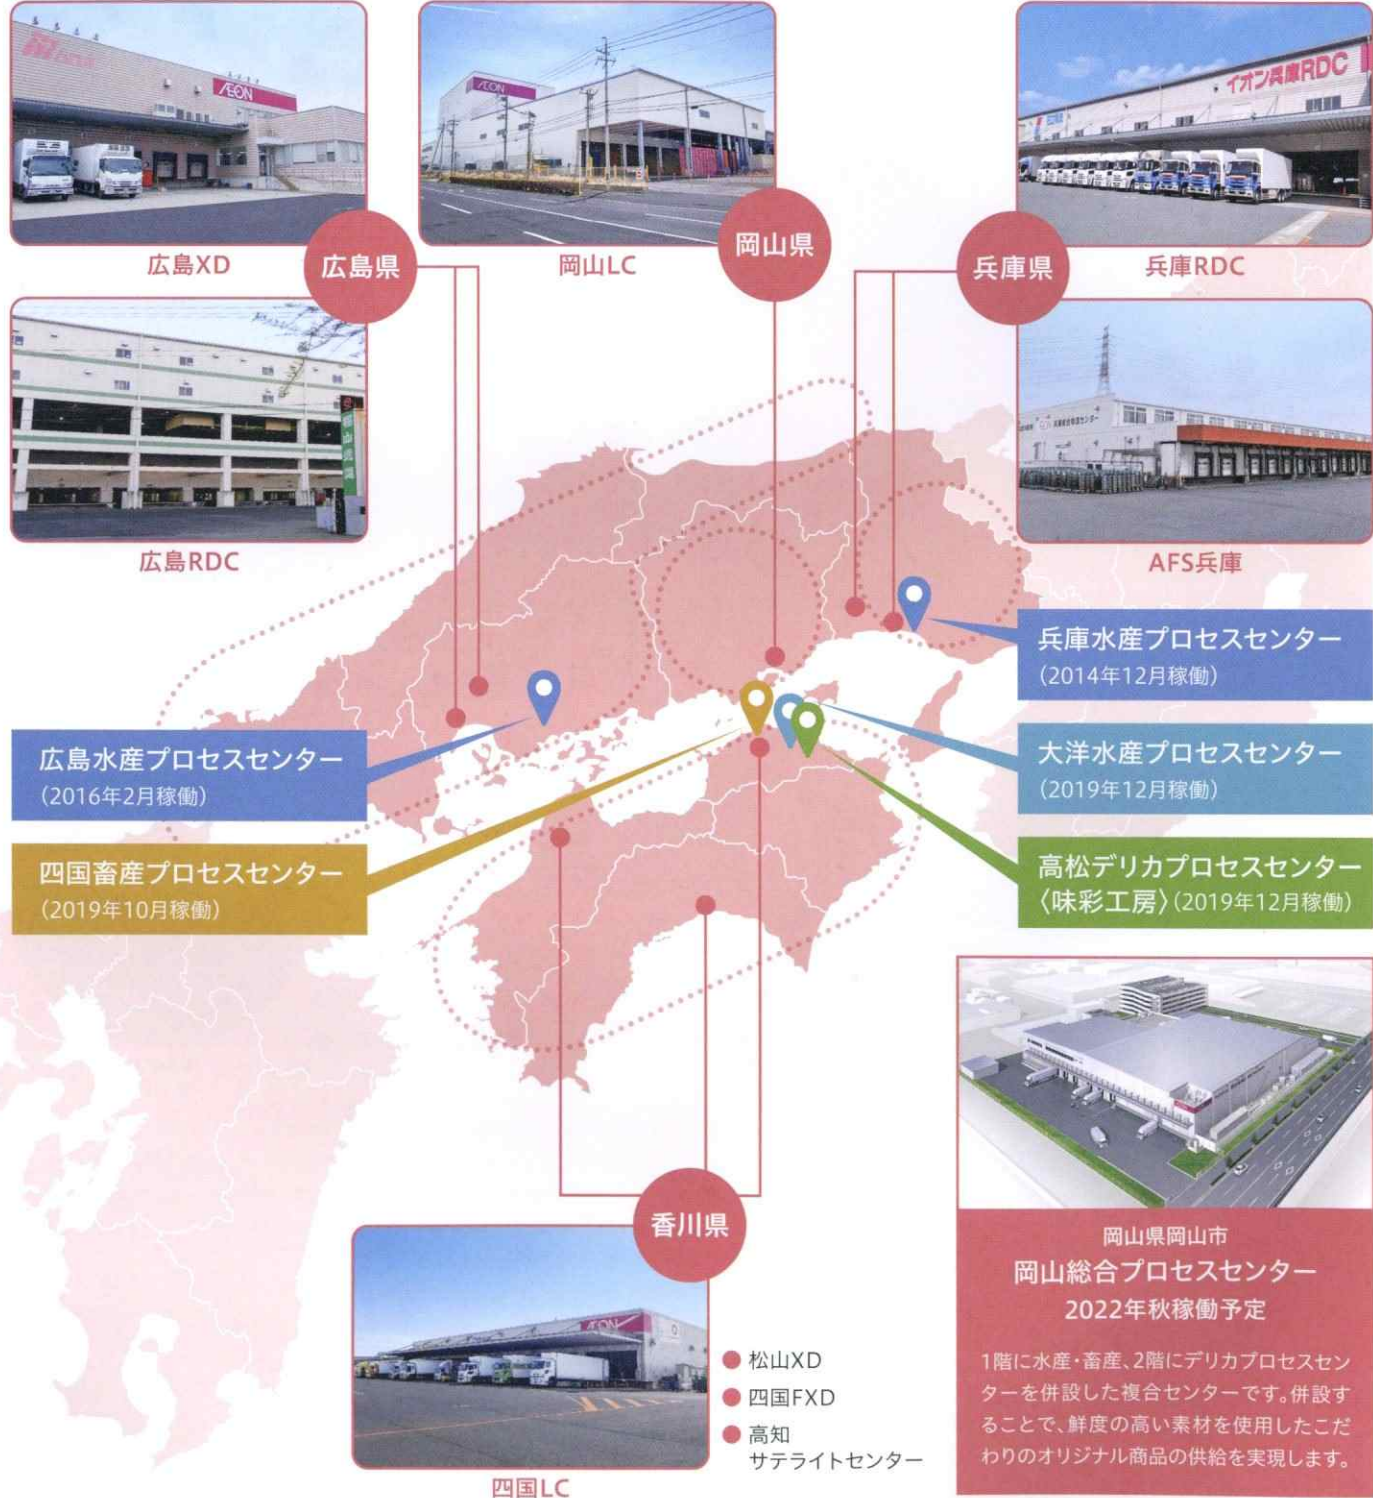 AEON
AEON
イオン兵庫RDC
広島XD
広島県
岡山LC
岡山県
兵庫県
兵庫RDC
広島RDC
AFS兵庫
兵庫水産プロセスセンター
(2014年12月稼働)
広島水産プロセスセンター
(2016年2月稼働)
大洋水産プロセスセンター
(2019年12月稼働)
四国畜産プロセスセンター
(2019年10月稼働)
高松デリカプロセスセンター
〈味彩工房〉(2019年12月稼働)
香川県
AEON
四国LC
松山XD
四国FXD
高知
サテライトセンター
岡山県岡山市
岡山総合プロセスセンター
2022年秋稼働予定
1階に水産・畜産、2階にデリカプロセスセン
ターを併設した複合センターです。併設す
ることで、鮮度の高い素材を使用したこだ
わりのオリジナル商品の供給を実現します。